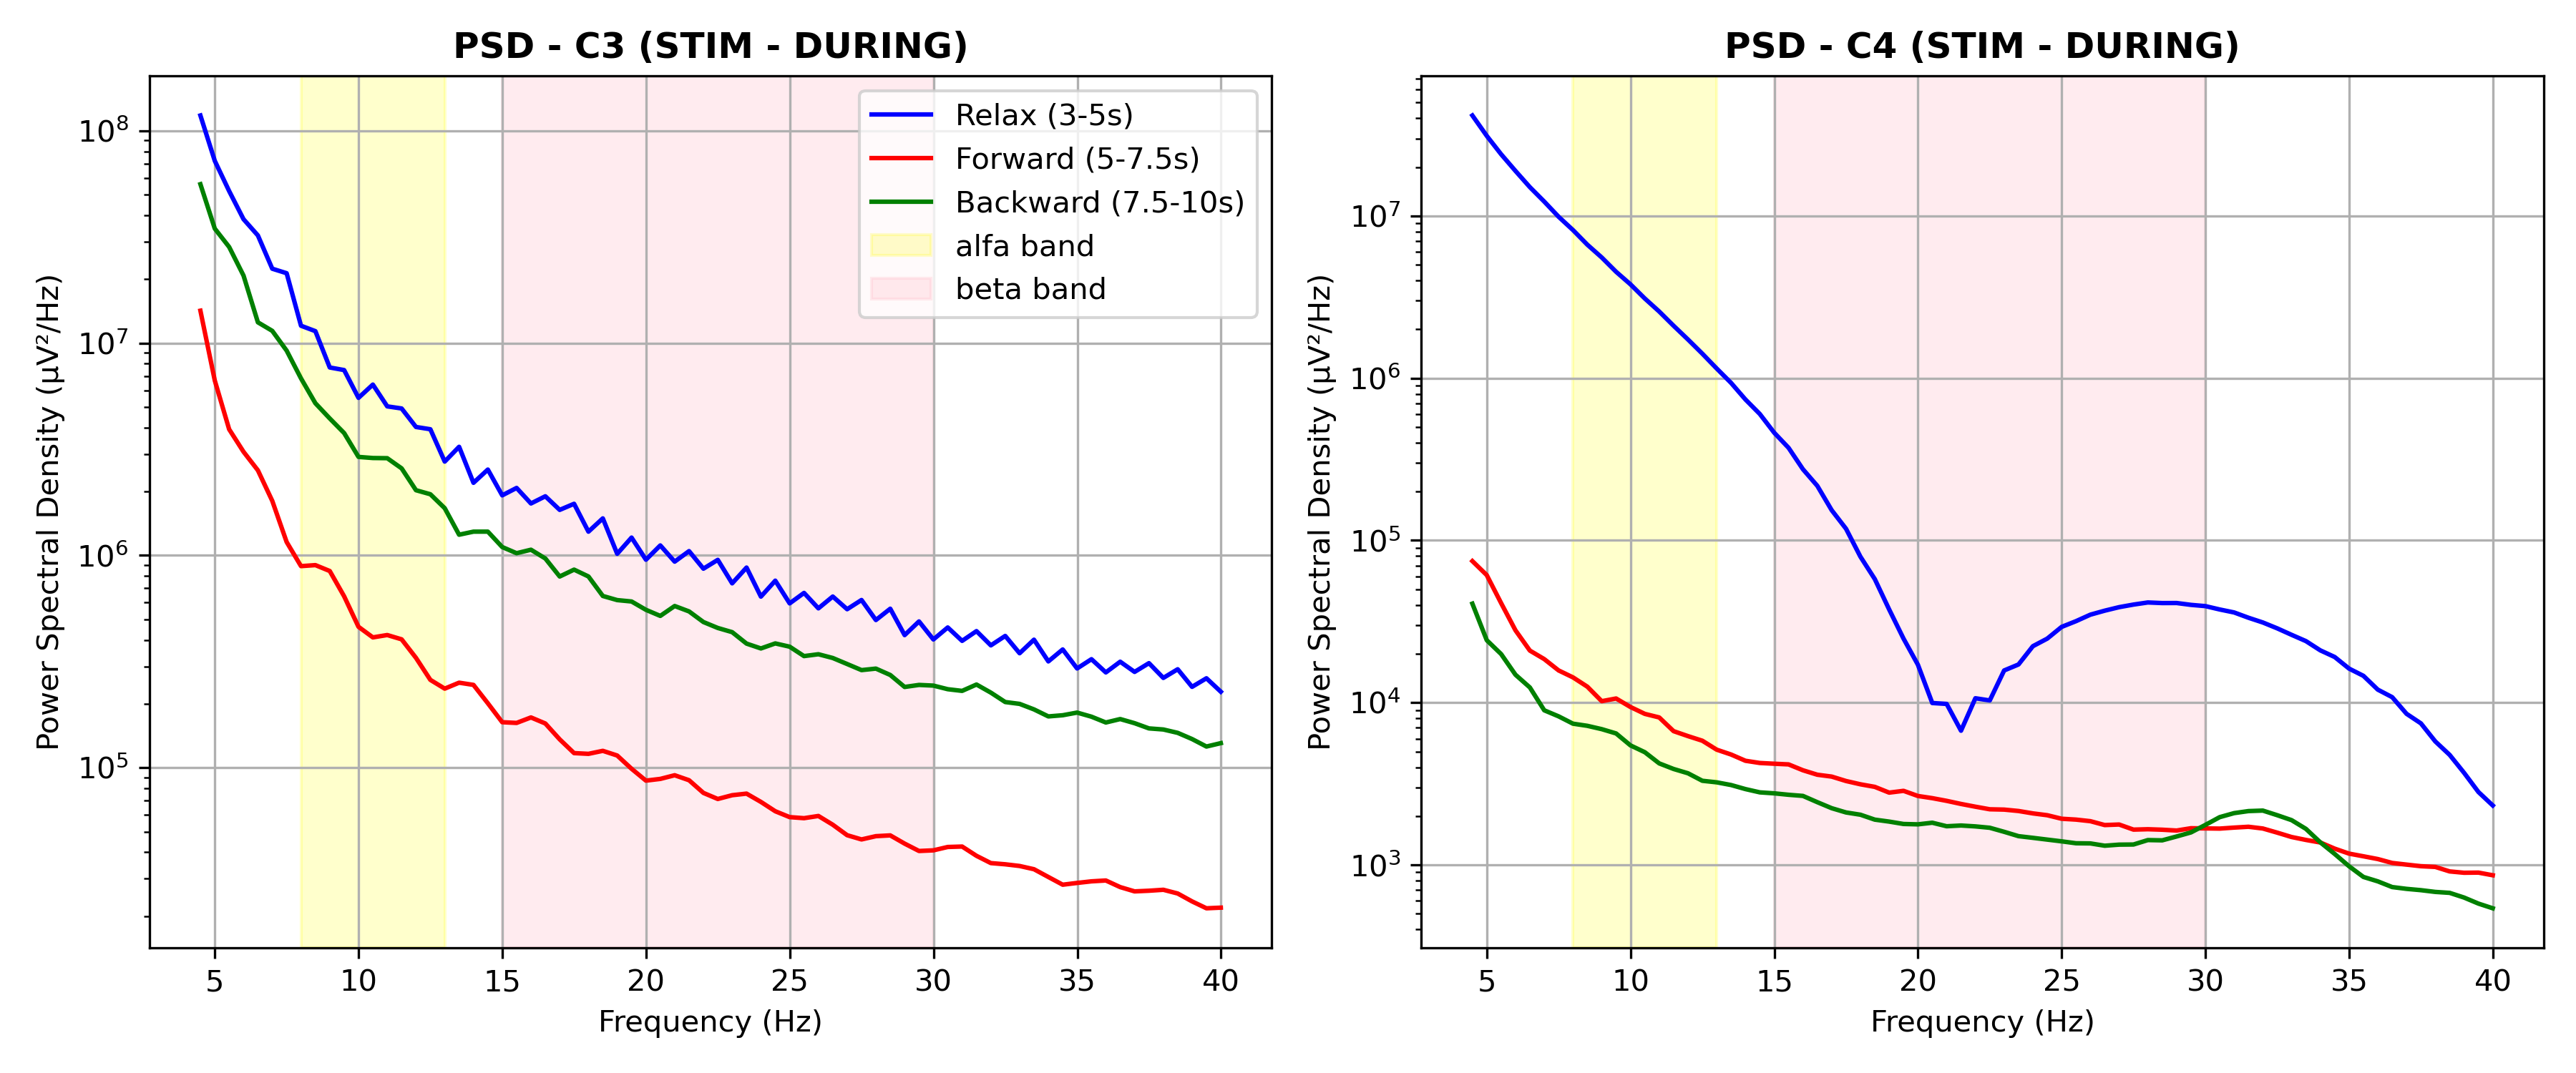 PSD - C3 (STIM - DURING)
Power Spectral Density (µV²/Hz)
10⁸
10⁷
10⁶
10⁵
5 10 15 20 25 30 35 40
Frequency (Hz)
Relax (3-5s)
Forward (5-7.5s)
Backward (7.5-10s)
alfa band
beta band
PSD - C4 (STIM - DURING)
Power Spectral Density (µV²/Hz)
10⁷
10⁶
10⁵
10⁴
10³
5 10 15 20 25 30 35 40
Frequency (Hz)